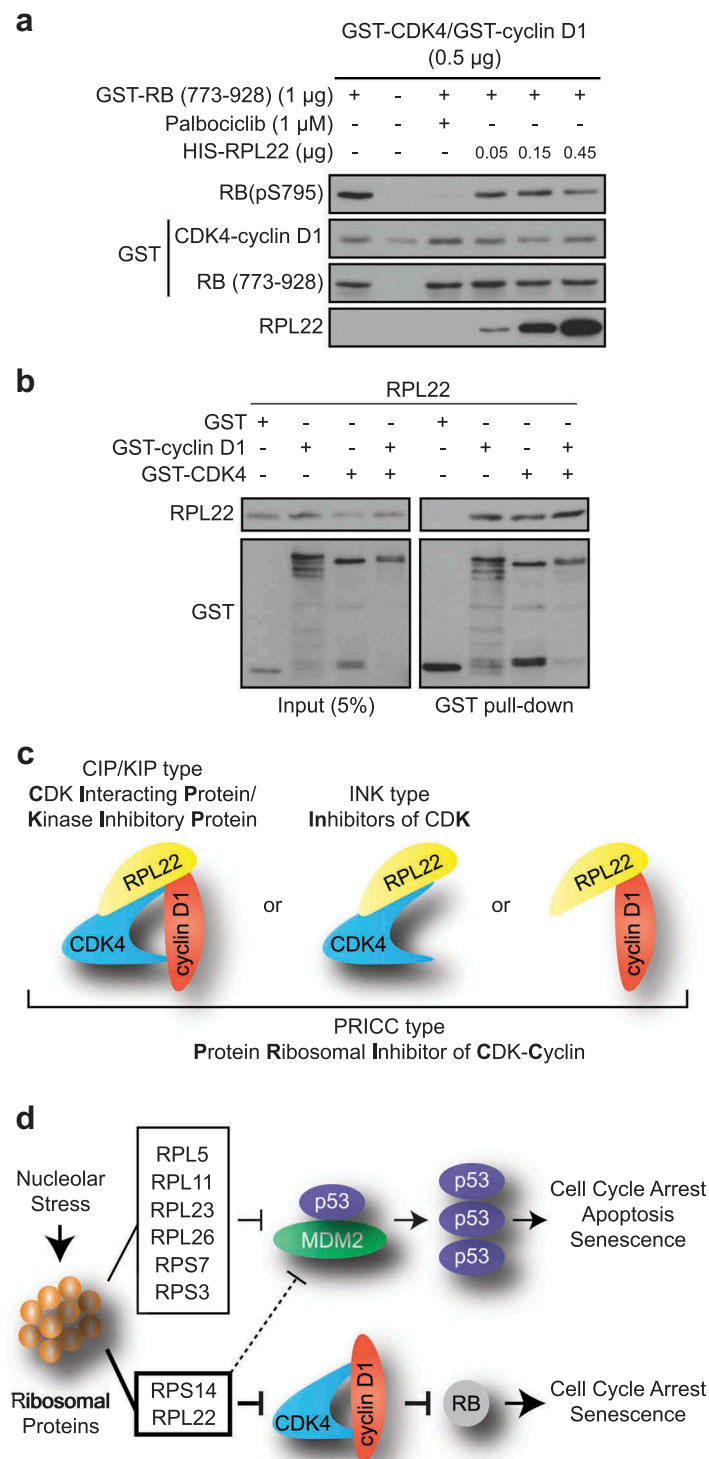 a
GST-CDK4/GST-cyclin D1
(0.5 µg)
GST-RB (773-928) (1 µg) + - + + + +
Palbociclib (1 µM) - - + - - -
HIS-RPL22 (µg) - - - 0.05 0.15 0.45
RB(pS795)
GST
CDK4-cyclin D1
RB (773-928)
RPL22
b
RPL22
GST + - - - + - - -
GST-cyclin D1 - + - + - + - +
GST-CDK4 - - + + - - + +
RPL22
GST
Input (5%) GST pull-down
c
CIP/KIP type
CDK Interacting Protein/
Kinase Inhibitory Protein
INK type
Inhibitors of CDK
RPL22
CDK4
cyclin D1
or
RPL22
CDK4
or
RPL22
cyclin D1
PRICC type
Protein Ribosomal Inhibitor of CDK-Cyclin
d
Nucleolar
Stress
Ribosomal
Proteins
RPL5
RPL11
RPL23
RPL26
RPS7
RPS3
p53
MDM2
p53
p53
p53
Cell Cycle Arrest
Apoptosis
Senescence
RPS14
RPL22
CDK4
cyclin D1
RB
Cell Cycle Arrest
Senescence